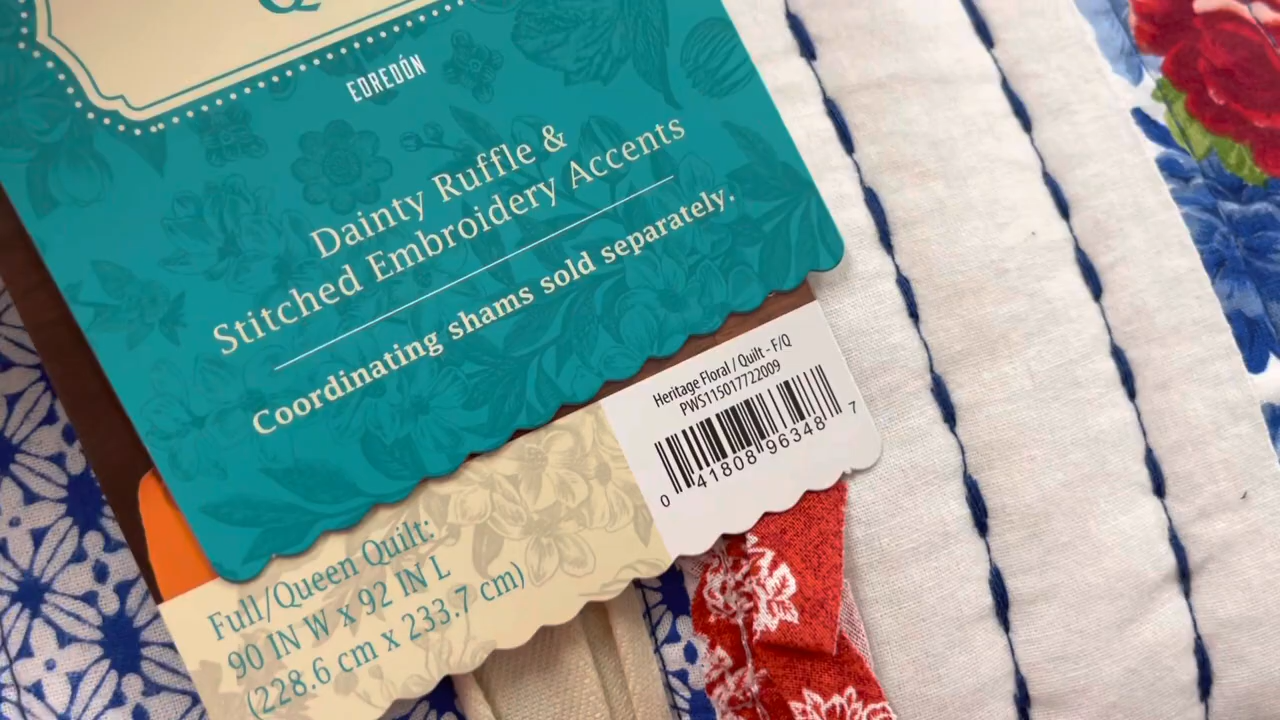 EDREDÓN
Dainty Ruffle &
Stitched Embroidery Accents
Coordinating shams sold separately.
Heritage Floral / Quilt - F/Q
PWS115017722009
0 41808 96348 7
Full/Queen Quilt:
90 IN W x 92 IN L
(228.6 cm x 233.7 cm)